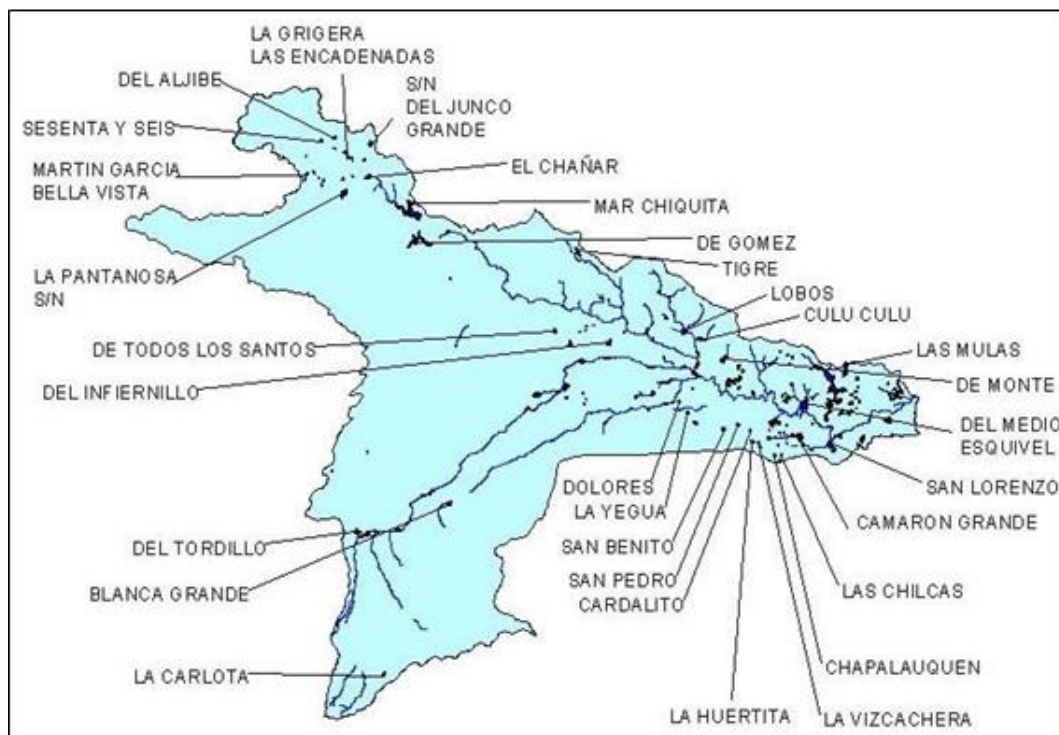 LA GRIGERA
LAS ENCADENADAS
DEL ALJIBE
S/N
DEL JUNCO
GRANDE
SESENTA Y SEIS
MARTIN GARCIA
BELLA VISTA
EL CHAÑAR
MAR CHIQUITA
DE GOMEZ
TIGRE
LA PANTANOSA
S/N
LOBOS
CULU CULU
DE TODOS LOS SANTOS
LAS MULAS
DEL INFIERNILLO
DE MONTE
DEL MEDIO
ESQUIVEL
DOLORES
LA YEGUA
SAN LORENZO
CAMARON GRANDE
DEL TORDILLO
SAN BENITO
BLANCA GRANDE
SAN PEDRO
CARDALITO
LAS CHILCAS
LA CARLOTA
CHAPALAUQUEN
LA HUERTITA
LA VIZCACHERA